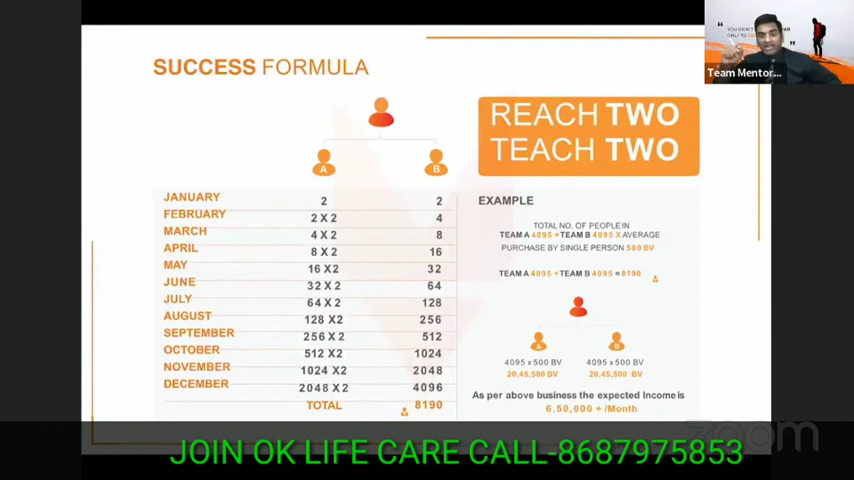 SUCCESS FORMULA
REACH TWO
TEACH TWO
A
B
JANUARY 2 2
FEBRUARY 2 X 2 4
MARCH 4 X 2 8
APRIL 8 X 2 16
MAY 16 X2 32
JUNE 32 X 2 64
JULY 64 X 2 128
AUGUST 128 X2 256
SEPTEMBER 256 X 2 512
OCTOBER 512 X 2 1024
NOVEMBER 1024 X2 2048
DECEMBER 2048 X 2 4096
TOTAL 8190
EXAMPLE
TOTAL NO. OF PEOPLE IN
TEAM A 4095 + TEAM B 4095 X AVERAGE
PURCHASE BY SINGLE PERSON 500 BV
TEAM A 4095 + TEAM B 4095 = 8190
A
B
4095 x 500 BV 4095 x 500 BV
20,45,500 BV 20,45,500 BV
As per above business the expected Income is
6,50,000 + /Month
Team Mentor...
zoom
JOIN OK LIFE CARE CALL-8687975853